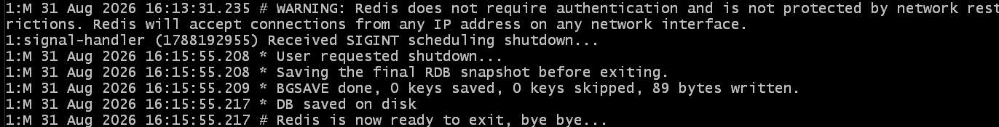 1:M 31 Aug 2026 16:13:31.235 # WARNING: Redis does not require authentication and is not protected by network rest
rictions. Redis will accept connections from any IP address on any network interface.
1:signal-handler (1788192955) Received SIGINT scheduling shutdown...
1:M 31 Aug 2026 16:15:55.208 * User requested shutdown...
1:M 31 Aug 2026 16:15:55.208 * Saving the final RDB snapshot before exiting.
1:M 31 Aug 2026 16:15:55.209 * BGSAVE done, 0 keys saved, 0 keys skipped, 89 bytes written.
1:M 31 Aug 2026 16:15:55.217 * DB saved on disk
1:M 31 Aug 2026 16:15:55.217 # Redis is now ready to exit, bye bye...